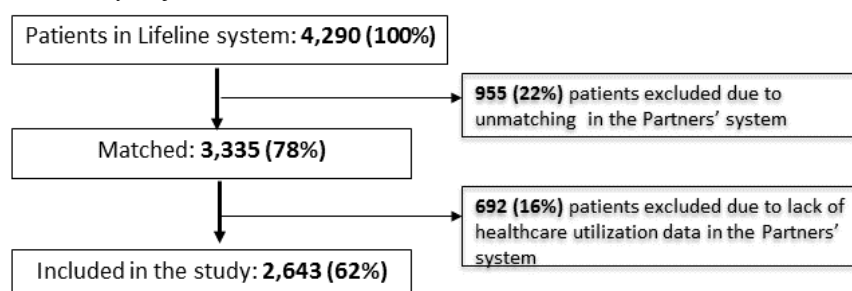 Patients in Lifeline system: 4,290 (100%)
955 (22%) patients excluded due to
unmatching in the Partners' system
Matched: 3,335 (78%)
692 (16%) patients excluded due to lack of
healthcare utilization data in the Partners'
system
Included in the study: 2,643 (62%)